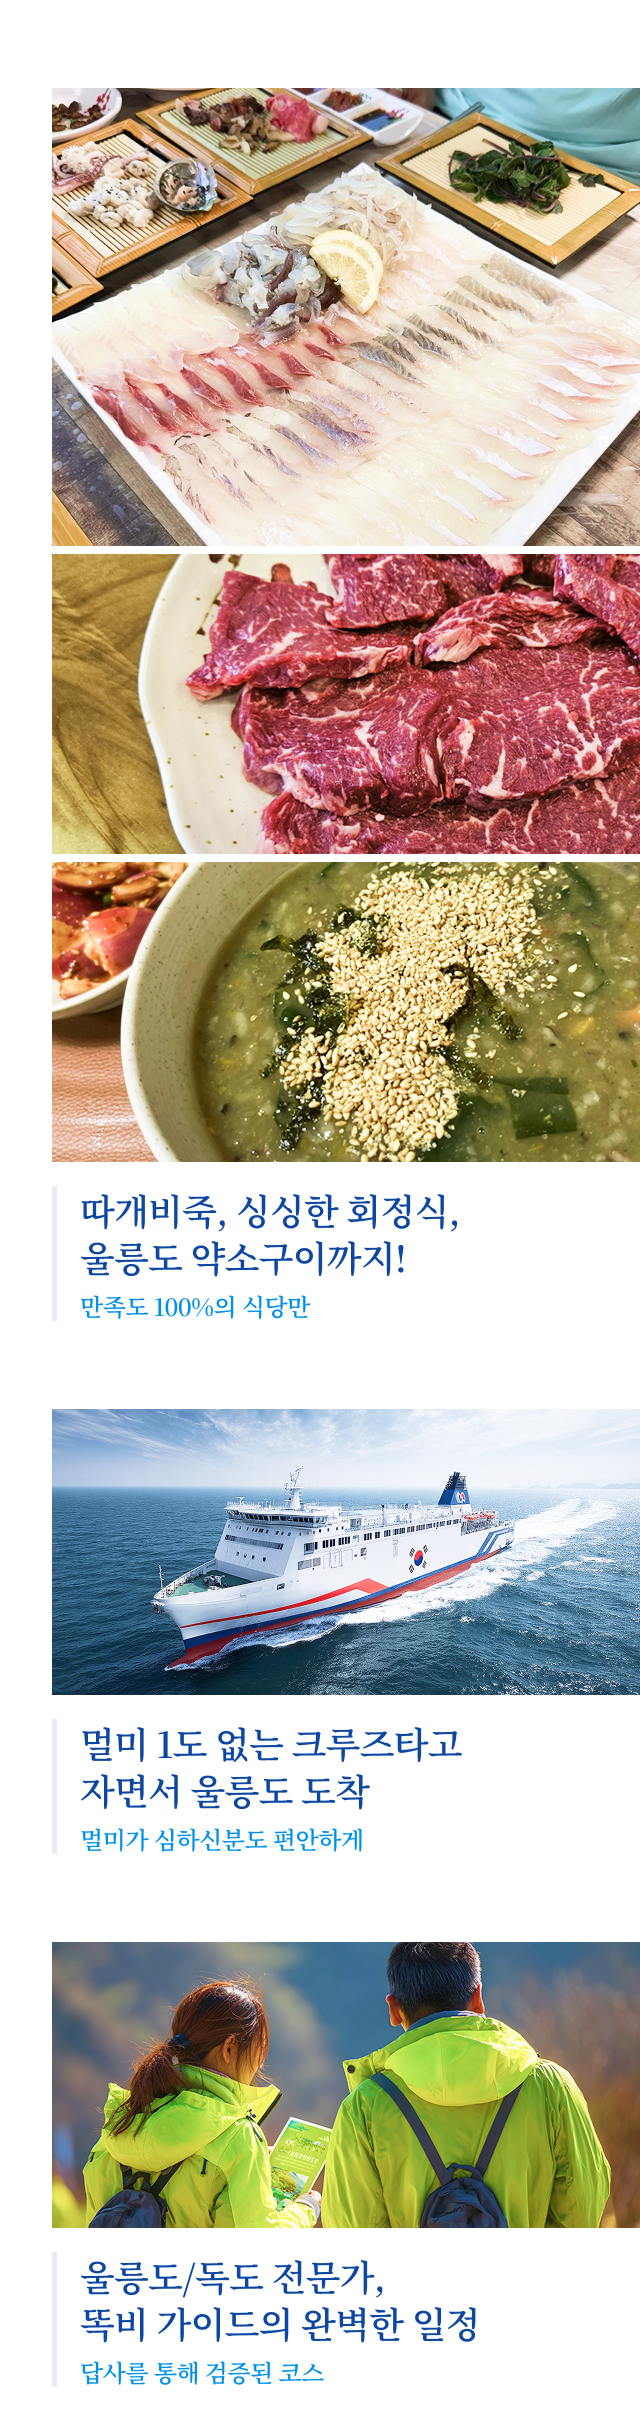 따개비죽, 싱싱한 회정식,
울릉도 약소구이까지!
만족도 100%의 식당만
멀미 1도 없는 크루즈타고
자면서 울릉도 도착
멀미가 심하신분도 편안하게
울릉도/독도 전문가,
똑비 가이드의 완벽한 일정
답사를 통해 검증된 코스